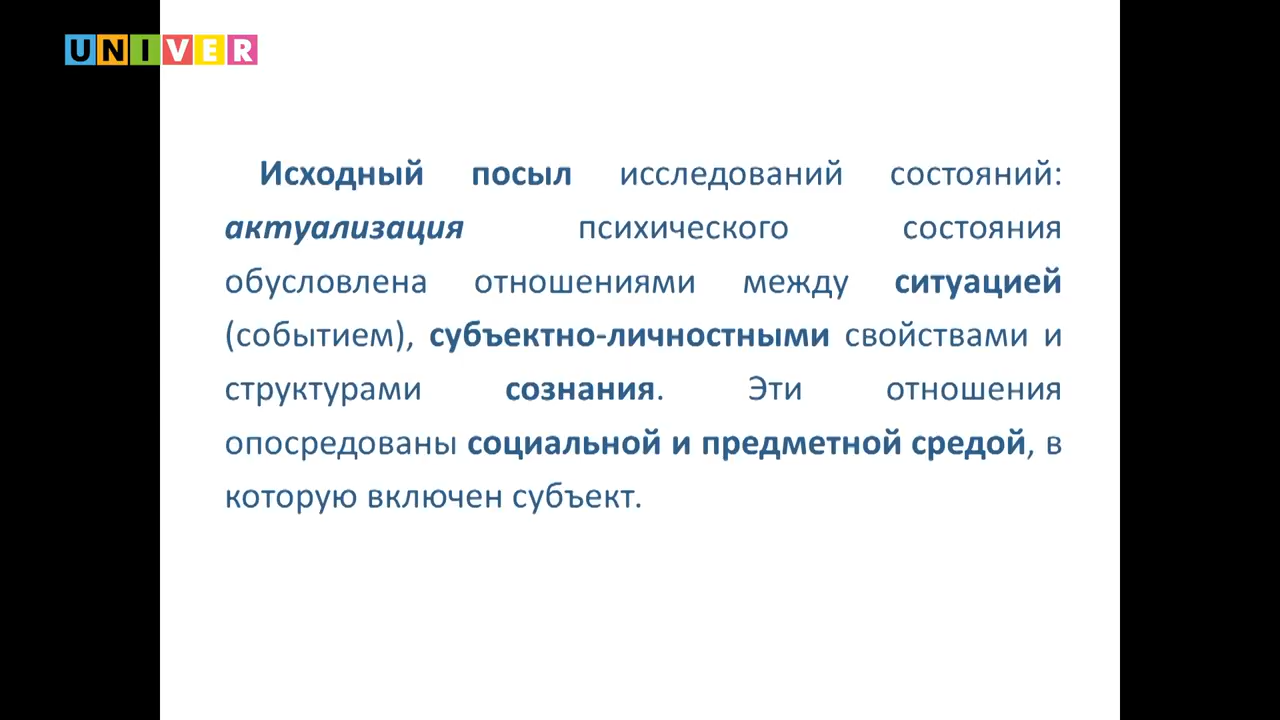 UNIVER
Исходный посыл исследований состояний:
актуализация психического состояния
обусловлена отношениями между ситуацией
(событием), субъектно-личностными свойствами и
структурами сознания. Эти отношения
опосредованы социальной и предметной средой, в
которую включен субъект.